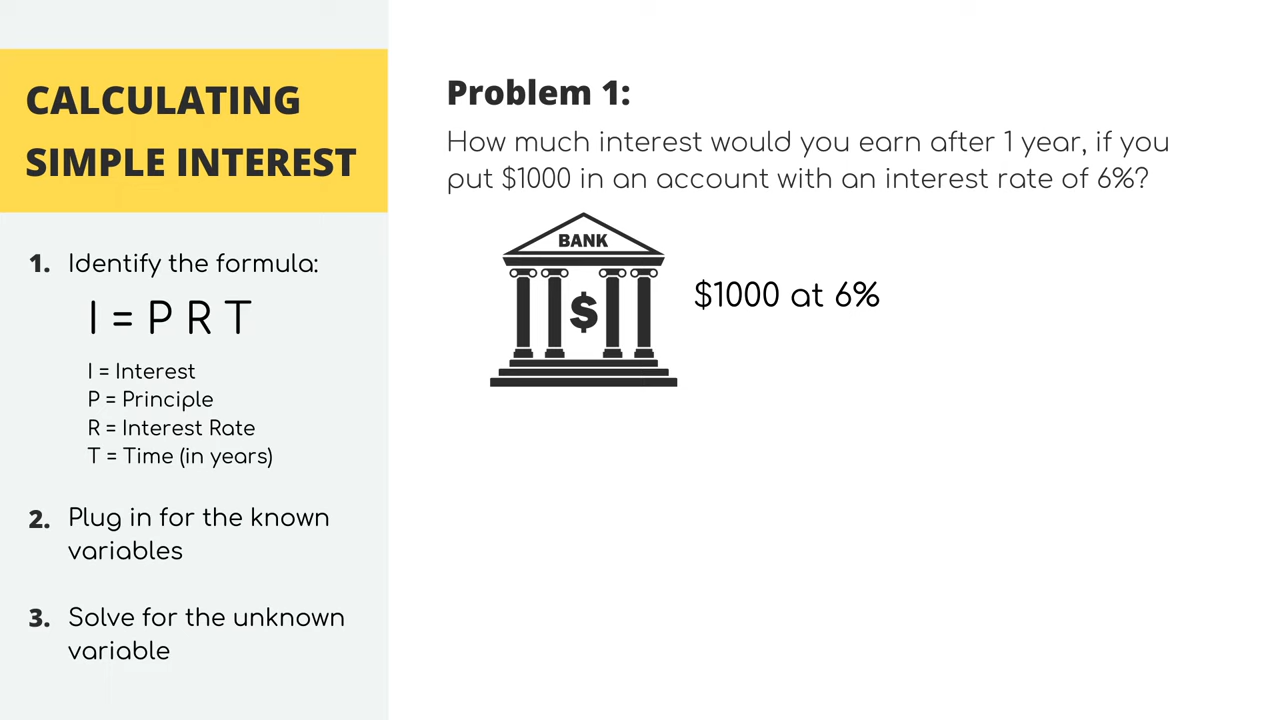 CALCULATING
SIMPLE INTEREST
1. Identify the formula:
I = P R T
I = Interest
P = Principle
R = Interest Rate
T = Time (in years)
2. Plug in for the known
variables
3. Solve for the unknown
variable
Problem 1:
How much interest would you earn after 1 year, if you
put $1000 in an account with an interest rate of 6%?
BANK
$
$1000 at 6%